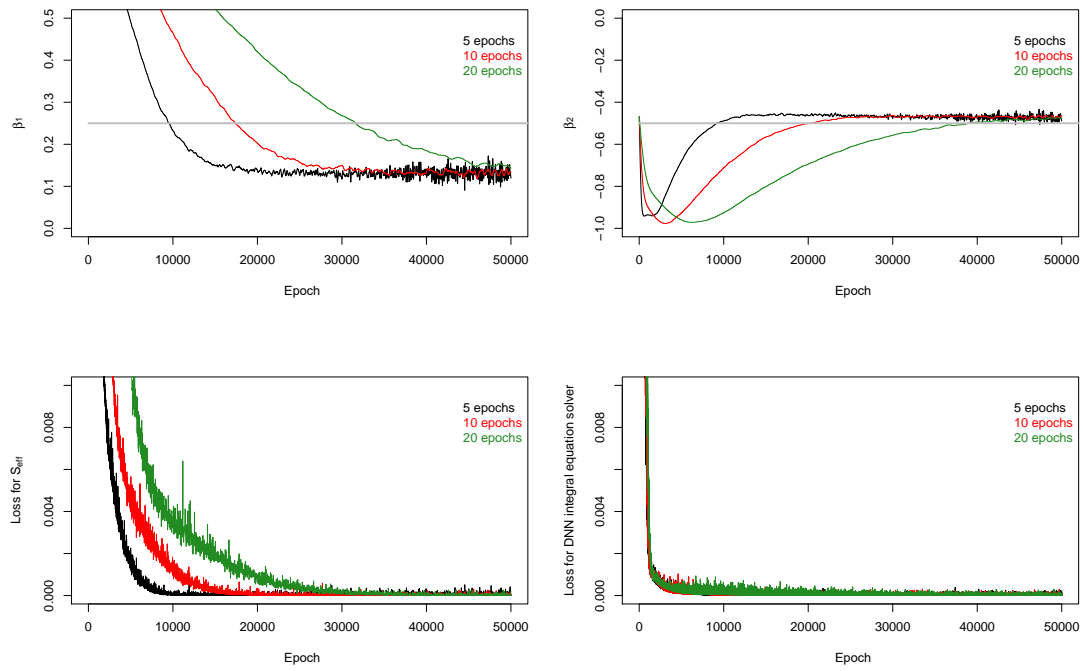 0.5
0.4
0.3
0.2
0.1
0.0
β1
5 epochs
10 epochs
20 epochs
0
10000
20000
30000
40000
50000
Epoch
0.0
−0.2
−0.4
−0.6
−0.8
−1.0
β2
5 epochs
10 epochs
20 epochs
0
10000
20000
30000
40000
50000
Epoch
0.008
0.004
0.000
Loss for Seff
5 epochs
10 epochs
20 epochs
0
10000
20000
30000
40000
50000
Epoch
0.008
0.004
0.000
Loss for DNN integral equation solver
5 epochs
10 epochs
20 epochs
0
10000
20000
30000
40000
50000
Epoch